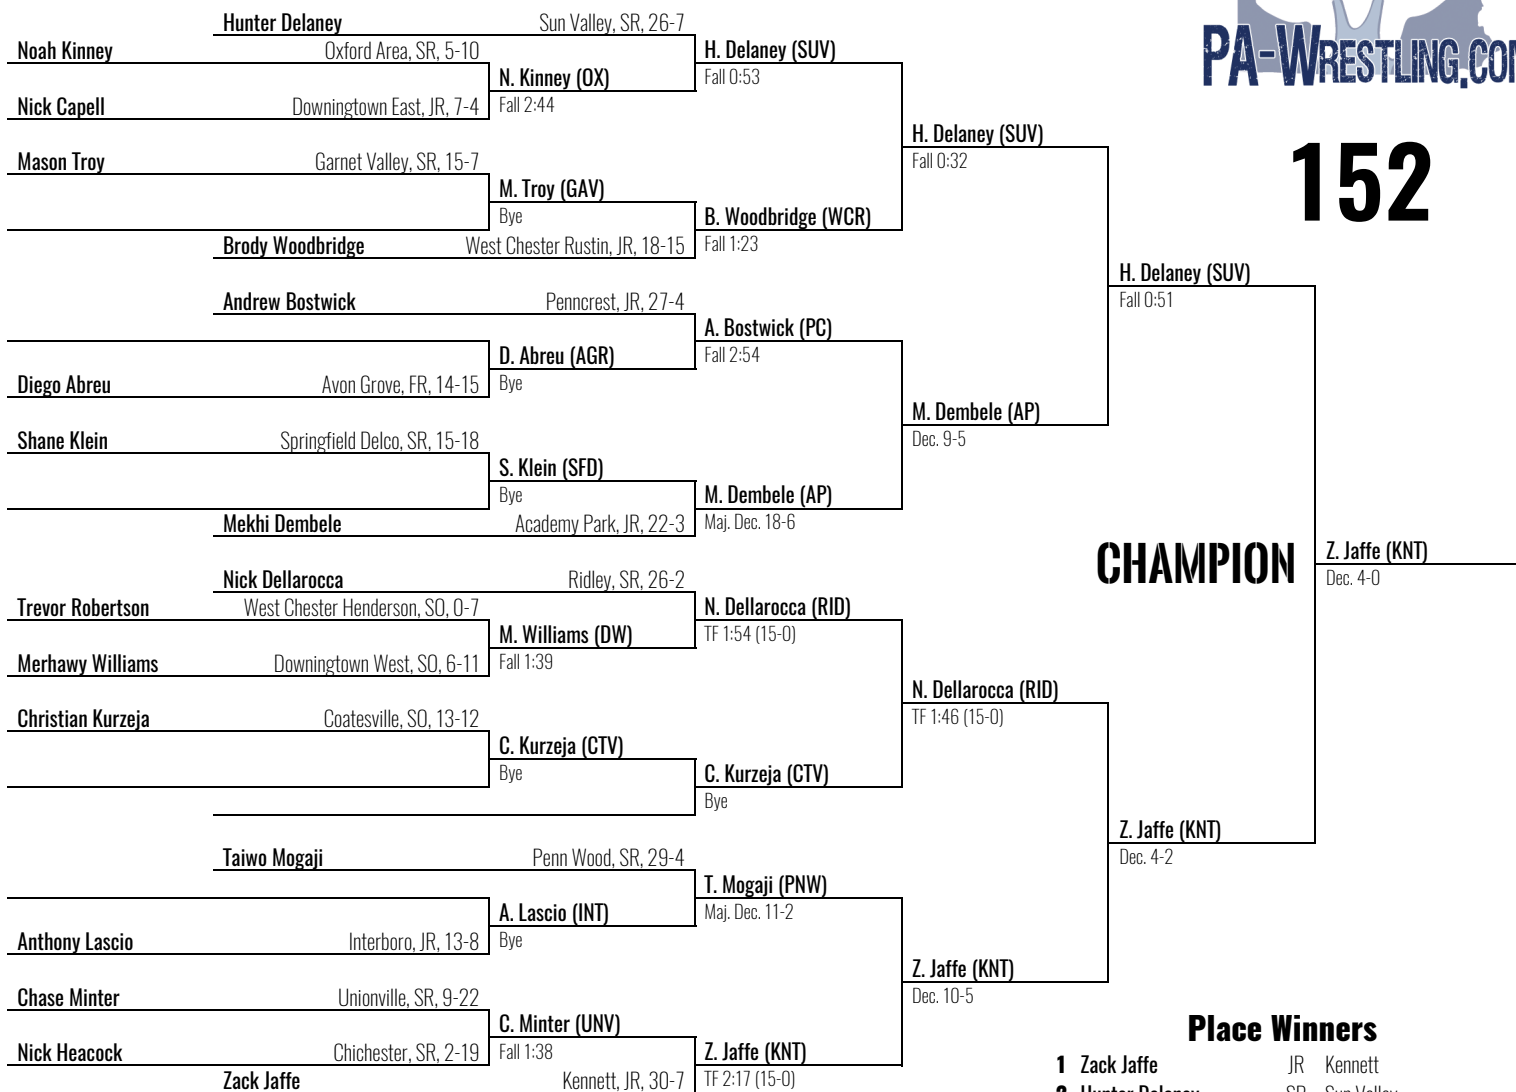 Hunter Delaney Sun Valley, SR, 26-7
Noah Kinney Oxford Area, SR, 5-10
H. Delaney (SUV)
N. Kinney (OX)
Fall 0:53
Nick Capell Downingtown East, JR, 7-4
Fall 2:44
PA-WRESTLING.CO
H. Delaney (SUV)
Fall 0:32
152
Mason Troy Garnet Valley, SR, 15-7
M. Troy (GAV)
Bye
B. Woodbridge (WCR)
Brody Woodbridge West Chester Rustin, JR, 18-15
Fall 1:23
H. Delaney (SUV)
Fall 0:51
Andrew Bostwick Penncrest, JR, 27-4
A. Bostwick (PC)
D. Abreu (AGR)
Fall 2:54
Diego Abreu Avon Grove, FR, 14-15
Bye
M. Dembele (AP)
Dec. 9-5
Shane Klein Springfield Delco, SR, 15-18
S. Klein (SFD)
Bye
M. Dembele (AP)
Mekhi Dembele Academy Park, JR, 22-3
Maj. Dec. 18-6
CHAMPION
Z. Jaffe (KNT)
Dec. 4-0
Nick Dellarocca Ridley, SR, 26-2
Trevor Robertson West Chester Henderson, SO, 0-7
N. Dellarocca (RID)
M. Williams (DW)
TF 1:54 (15-0)
Merhawy Williams Downingtown West, SO, 6-11
Fall 1:39
N. Dellarocca (RID)
TF 1:46 (15-0)
Christian Kurzeja Coatesville, SO, 13-12
C. Kurzeja (CTV)
Bye
C. Kurzeja (CTV)
Bye
Z. Jaffe (KNT)
Dec. 4-2
Taiwo Mogaji Penn Wood, SR, 29-4
T. Mogaji (PNW)
A. Lascio (INT)
Maj. Dec. 11-2
Anthony Lascio Interboro, JR, 13-8
Bye
Z. Jaffe (KNT)
Dec. 10-5
Chase Minter Unionville, SR, 9-22
C. Minter (UNV)
Nick Heacock Chichester, SR, 2-19
Fall 1:38
Z. Jaffe (KNT)
Zack Jaffe Kennett, JR, 30-7
TF 2:17 (15-0)
Place Winners
1 Zack Jaffe JR Kennett
2 Hunter Delaney SR Sun Valley